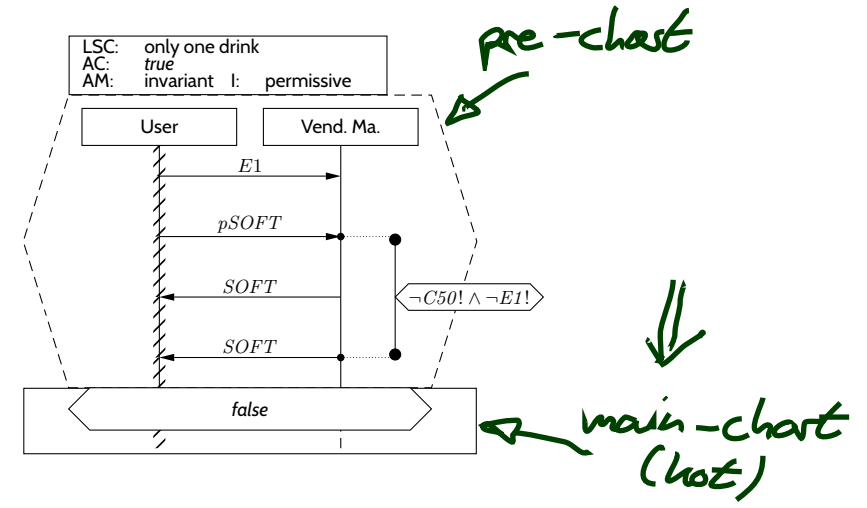 LSC: only one drink
AC: true
AM: invariant I: permissive
pre-chart
User
Vend. Ma.
E1
pSOFT
SOFT
¬C50! ∧ ¬E1!
SOFT
false
main-chart
(hot)